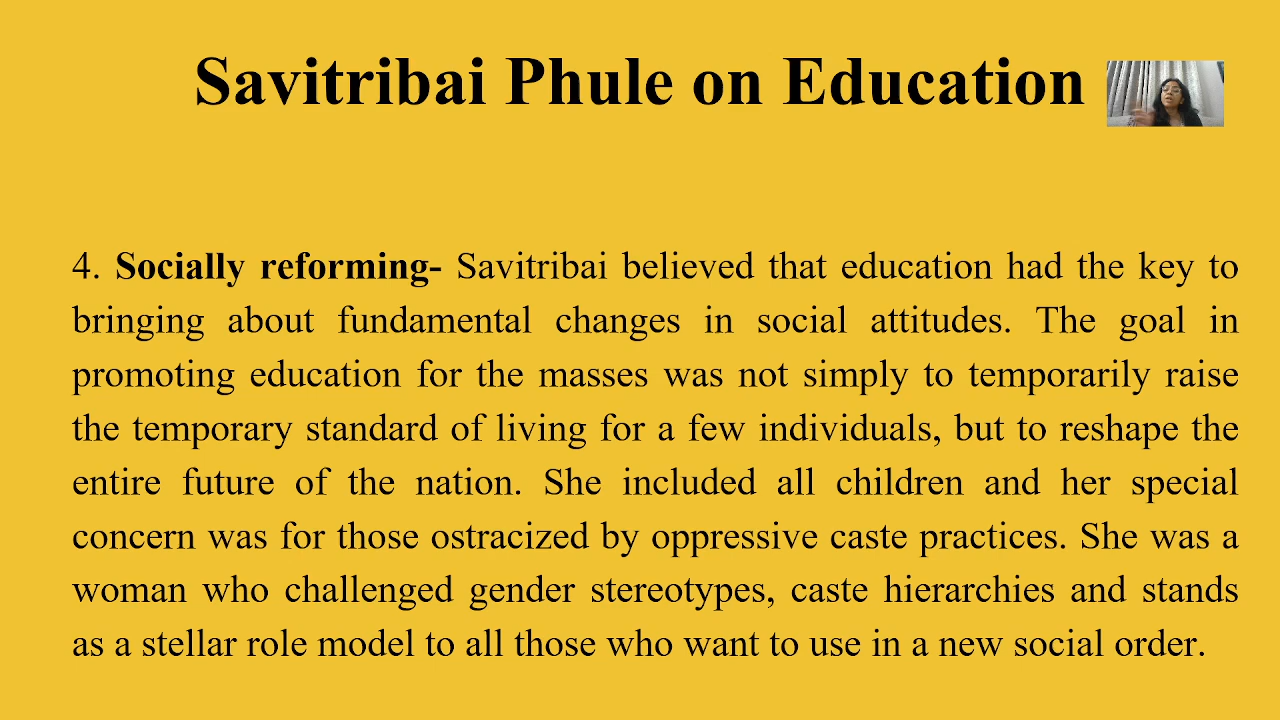 Savitribai Phule on Education
4. Socially reforming- Savitribai believed that education had the key to
bringing about fundamental changes in social attitudes. The goal in
promoting education for the masses was not simply to temporarily raise
the temporary standard of living for a few individuals, but to reshape the
entire future of the nation. She included all children and her special
concern was for those ostracized by oppressive caste practices. She was a
woman who challenged gender stereotypes, caste hierarchies and stands
as a stellar role model to all those who want to use in a new social order.